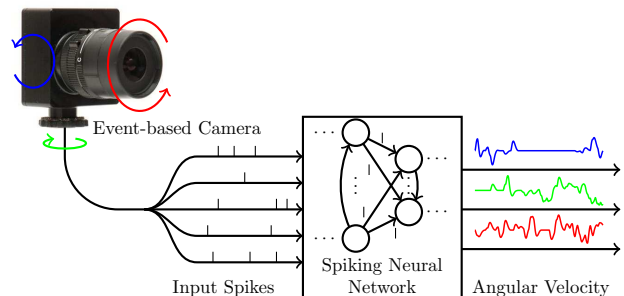 Event-based Camera
Input Spikes
Spiking Neural
Network
Angular Velocity